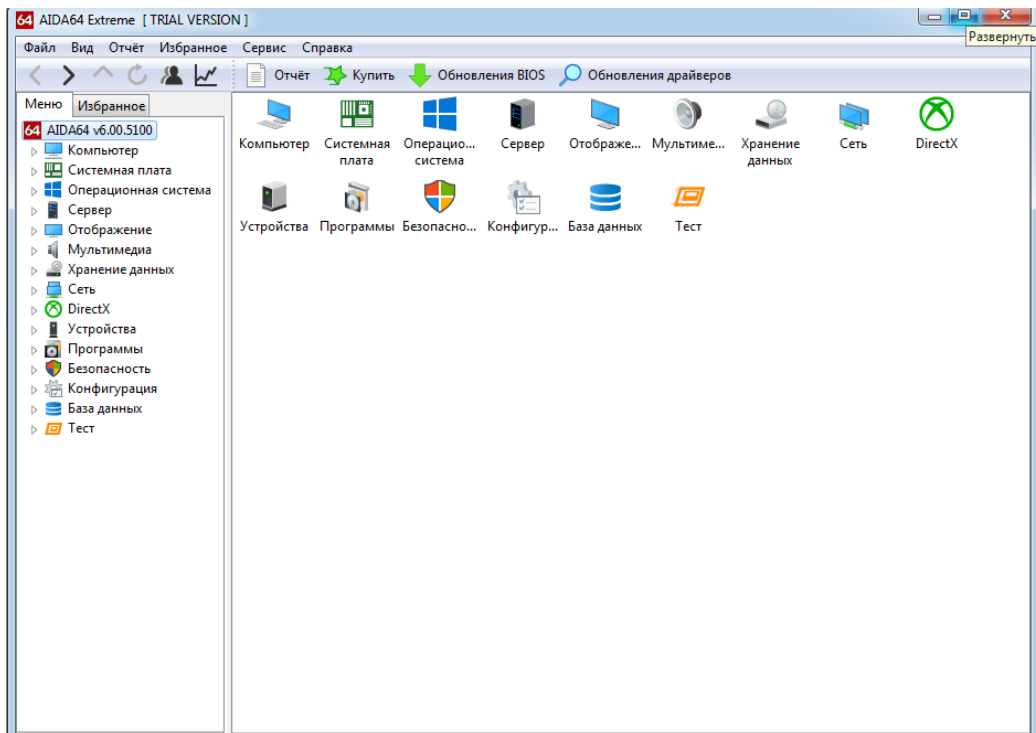 64 AIDA64 Extreme [ TRIAL VERSION ]
Развернуть
Файл Вид Отчёт Избранное Сервис Справка
Отчёт Купить Обновления BIOS Обновления драйверов
Меню Избранное
64 AIDA64 v6.00.5100
Компьютер
Системная плата
Операционная система
Сервер
Отображение
Мультимедиа
Хранение данных
Сеть
DirectX
Устройства
Программы
Безопасность
Конфигурация
База данных
Тест
Компьютер Системная плата Операцио... система Сервер Отображе... Мультиме... Хранение данных Сеть DirectX
Устройства Программы Безопасно... Конфигур... База данных Тест